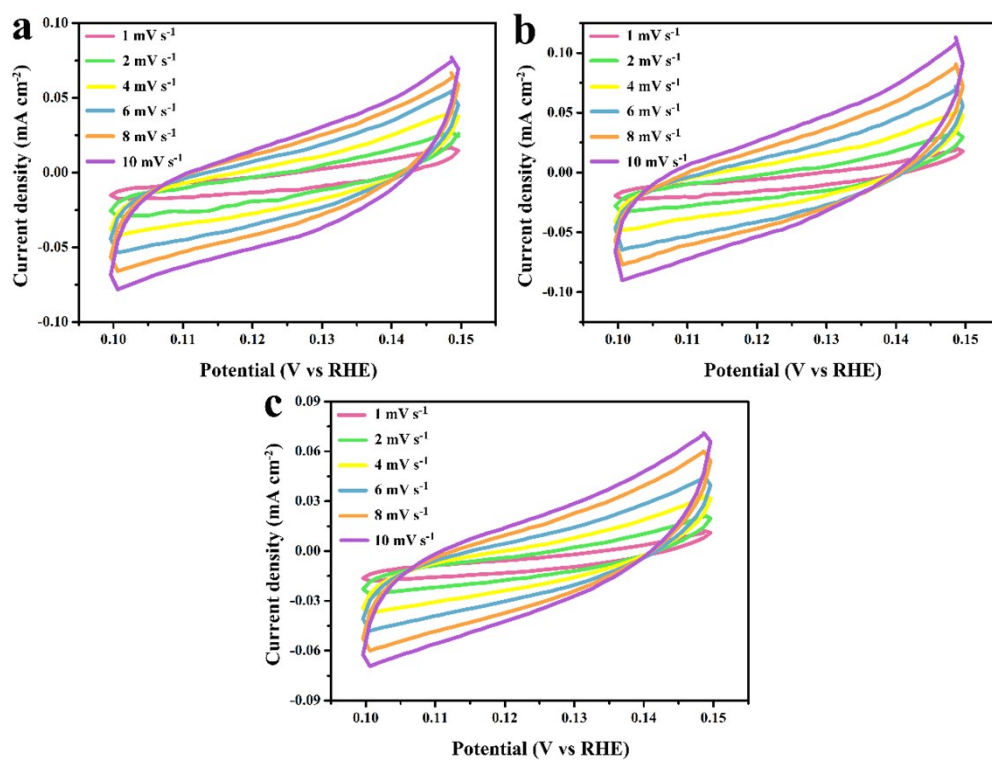 a
1 mV s⁻¹
2 mV s⁻¹
4 mV s⁻¹
6 mV s⁻¹
8 mV s⁻¹
10 mV s⁻¹
0.10
0.05
0.00
-0.05
-0.10
Current density (mA cm⁻²)
0.10 0.11 0.12 0.13 0.14 0.15
Potential (V vs RHE)
b
1 mV s⁻¹
2 mV s⁻¹
4 mV s⁻¹
6 mV s⁻¹
8 mV s⁻¹
10 mV s⁻¹
0.10
0.05
0.00
-0.05
-0.10
Current density (mA cm⁻²)
0.10 0.11 0.12 0.13 0.14 0.15
Potential (V vs RHE)
c
1 mV s⁻¹
2 mV s⁻¹
4 mV s⁻¹
6 mV s⁻¹
8 mV s⁻¹
10 mV s⁻¹
0.09
0.06
0.03
0.00
-0.03
-0.06
-0.09
Current density (mA cm⁻²)
0.10 0.11 0.12 0.13 0.14 0.15
Potential (V vs RHE)